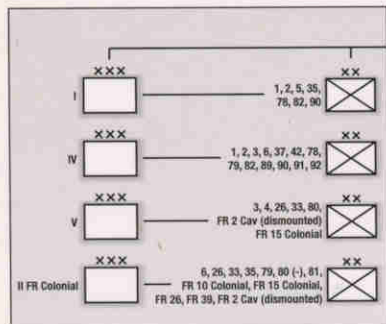 XXX
XX
I
1, 2, 5, 35,
78, 82, 90
XXX
XX
IV
1, 2, 3, 6, 37, 42, 78,
79, 82, 89, 90, 91, 92
XXX
XX
V
3, 4, 26, 33, 80,
FR 2 Cav (dismounted)
FR 15 Colonial
XXX
XX
II FR Colonial
6, 26, 33, 35, 79, 80 (-), 81,
FR 10 Colonial, FR 15 Colonial,
FR 26, FR 39, FR 2 Cav (dismounted)